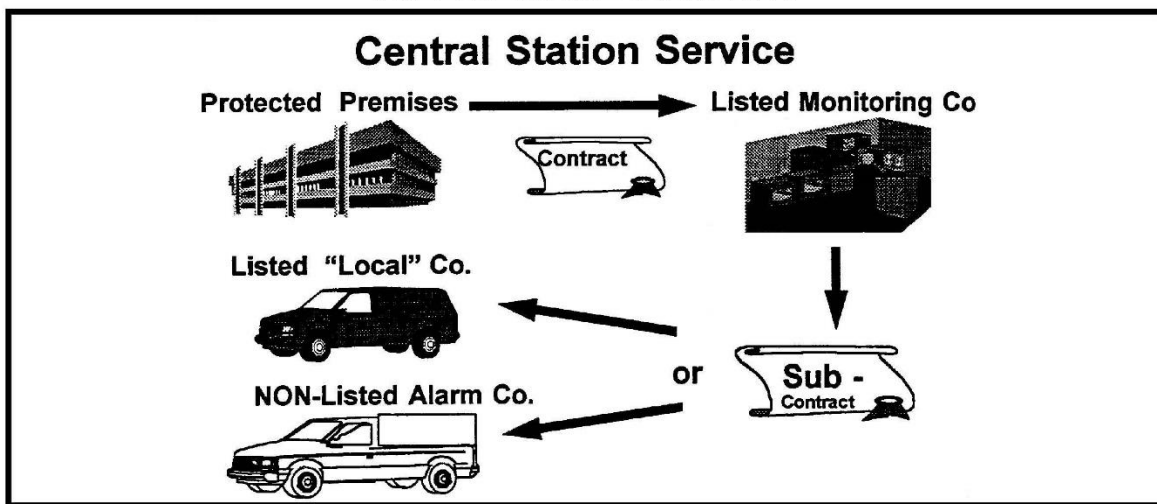 Central Station Service
Protected Premises
Listed Monitoring Co
Contract
Listed "Local" Co.
or
Sub -
Contract
NON-Listed Alarm Co.